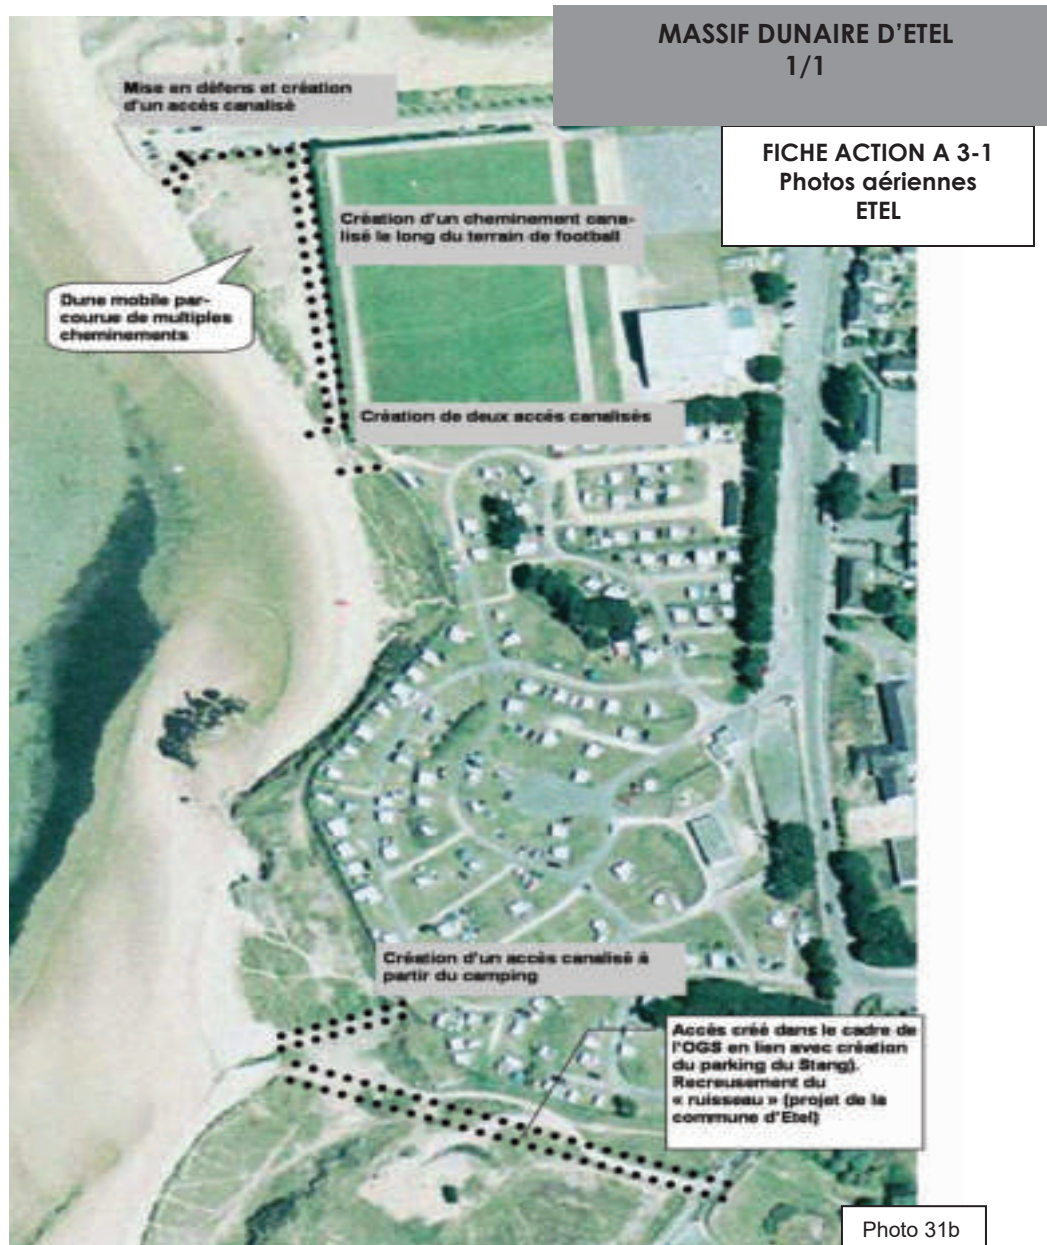 MASSIF DUNAIRE D’ETEL
1/1
FICHE ACTION A 3-1
Photos aériennes
ETEL
Mise en défens et création
d’un accès canalisé
Création d’un cheminement cana-
lisé le long du terrain de football
Dune mobile par-
courue de multiples
cheminements
Création de deux accès canalisés
Création d’un accès canalisé à
partir du camping
Accès créé dans le cadre de
l’OGS en lien avec création
du parking du Stang).
Recreusement du
« ruisseau » (projet de la
commune d’Etel)
Photo 31b